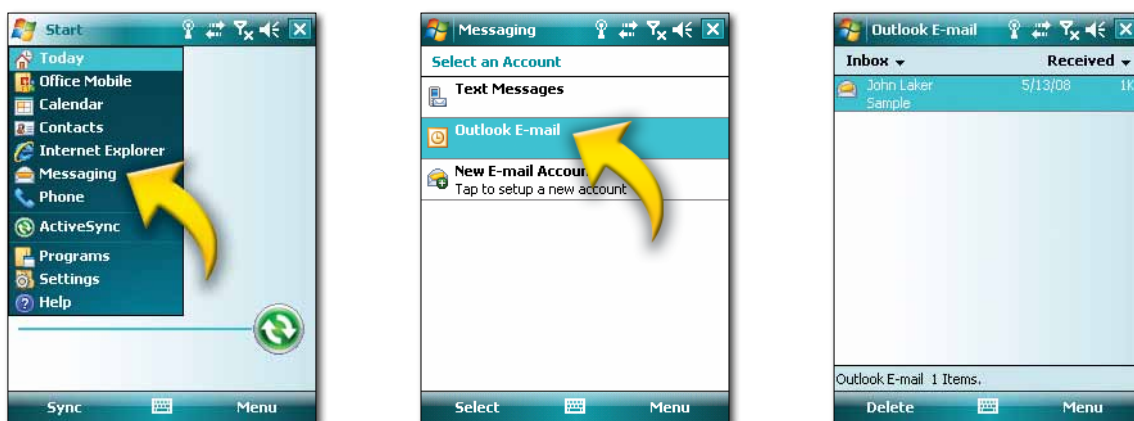 Start
Today
Office Mobile
Calendar
Contacts
Internet Explorer
Messaging
Phone
ActiveSync
Programs
Settings
Help
Sync
Menu
Messaging
Select an Account
Text Messages
Outlook E-mail
New E-mail
Tap to setup a new account
Select
Menu
Outlook E-mail
Inbox
Received
John Laker 5/13/08 1K
Sample
Outlook E-mail 1 Items.
Delete
Menu